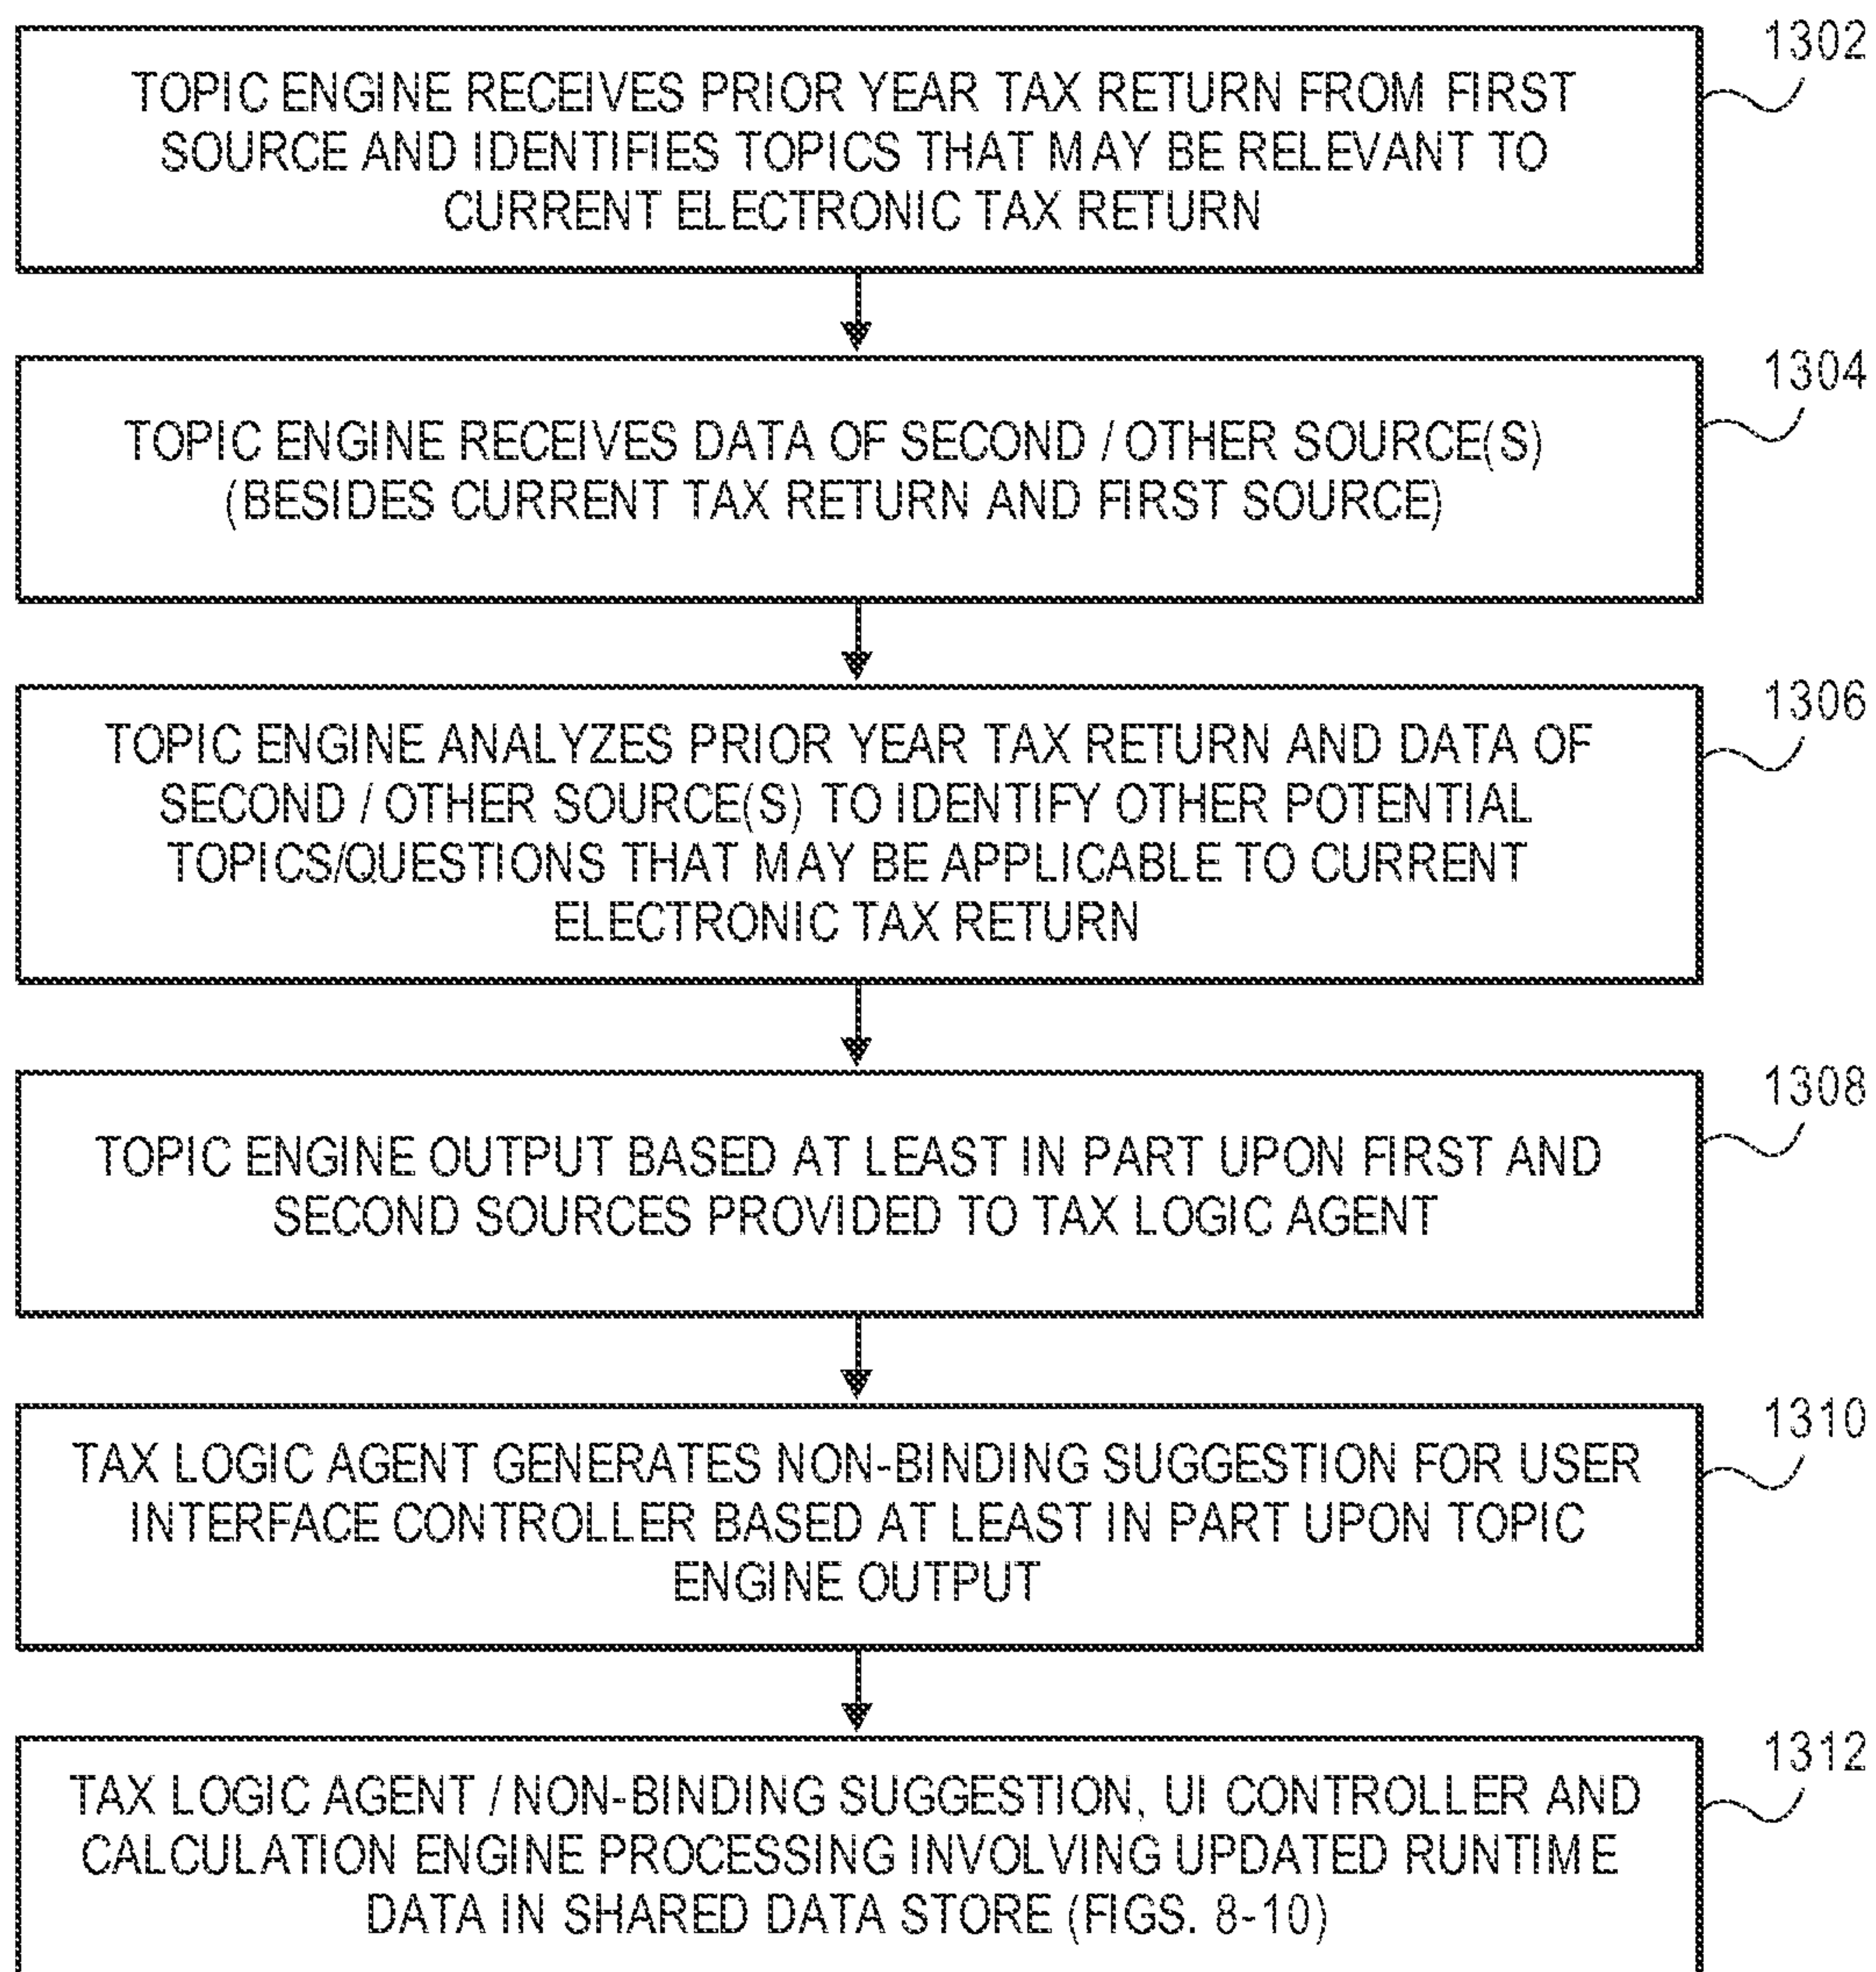 1302
TOPIC ENGINE RECEIVES PRIOR YEAR TAX RETURN FROM FIRST
SOURCE AND IDENTIFIES TOPICS THAT MAY BE RELEVANT TO
CURRENT ELECTRONIC TAX RETURN
1304
TOPIC ENGINE RECEIVES DATA OF SECOND / OTHER SOURCE(S)
(BESIDES CURRENT TAX RETURN AND FIRST SOURCE)
1306
TOPIC ENGINE ANALYZES PRIOR YEAR TAX RETURN AND DATA OF
SECOND / OTHER SOURCE(S) TO IDENTIFY OTHER POTENTIAL
TOPICS/QUESTIONS THAT MAY BE APPLICABLE TO CURRENT
ELECTRONIC TAX RETURN
1308
TOPIC ENGINE OUTPUT BASED AT LEAST IN PART UPON FIRST AND
SECOND SOURCES PROVIDED TO TAX LOGIC AGENT
1310
TAX LOGIC AGENT GENERATES NON-BINDING SUGGESTION FOR USER
INTERFACE CONTROLLER BASED AT LEAST IN PART UPON TOPIC
ENGINE OUTPUT
1312
TAX LOGIC AGENT / NON-BINDING SUGGESTION, UI CONTROLLER AND
CALCULATION ENGINE PROCESSING INVOLVING UPDATED RUNTIME
DATA IN SHARED DATA STORE (FIGS. 8-10)